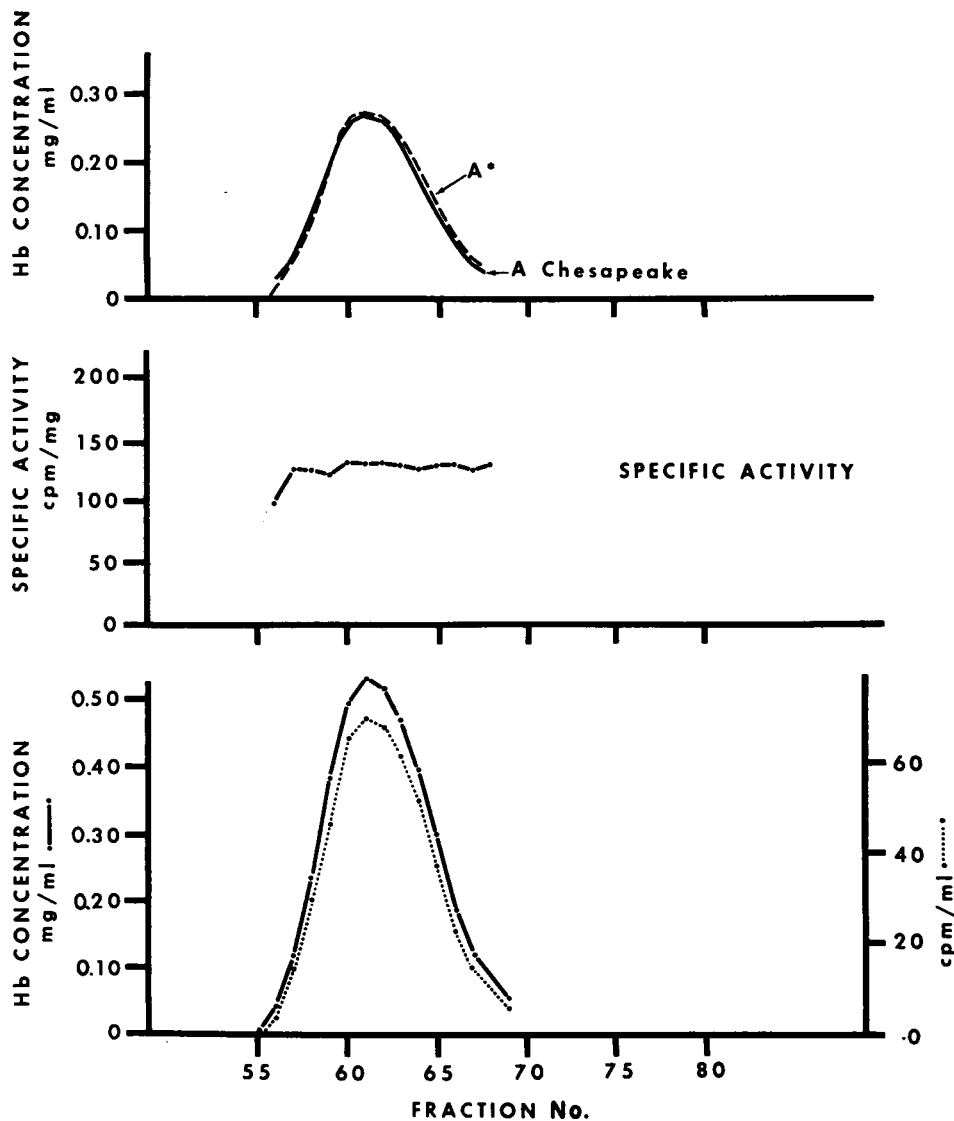 Hb CONCENTRATION
mg/ml
0.30
0.20
0.10
0
A*
A Chesapeake
SPECIFIC ACTIVITY
cpm/mg
200
150
100
50
0
SPECIFIC ACTIVITY
Hb CONCENTRATION
mg/ml
0.50
0.40
0.30
0.20
0.10
0
60
40
20
0
cpm/ml
55 60 65 70 75 80
FRACTION No.